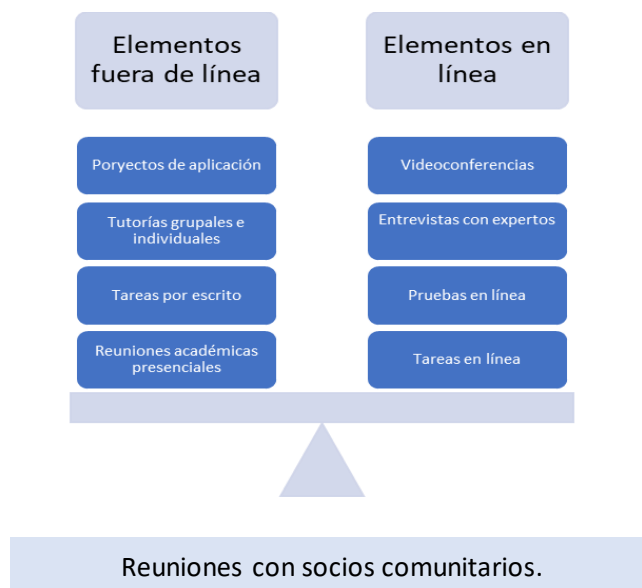 Elementos
fuera de línea
Poryectos de aplicación
Tutorías grupales e
individuales
Tareas por escrito
Reuniones académicas
presenciales
Elementos en
línea
Videoconferencias
Entrevistas con expertos
Pruebas en línea
Tareas en línea
Reuniones con socios comunitarios.